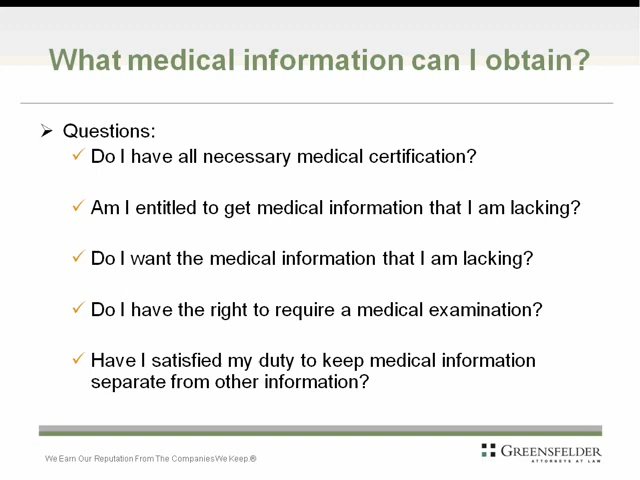 What medical information can I obtain?
Questions:
Do I have all necessary medical certification?
Am I entitled to get medical information that I am lacking?
Do I want the medical information that I am lacking?
Do I have the right to require a medical examination?
Have I satisfied my duty to keep medical information
separate from other information?
We Earn Our Reputation From The Companies We Keep.®
GREENSFELDER
ATTORNEYS AT LAW